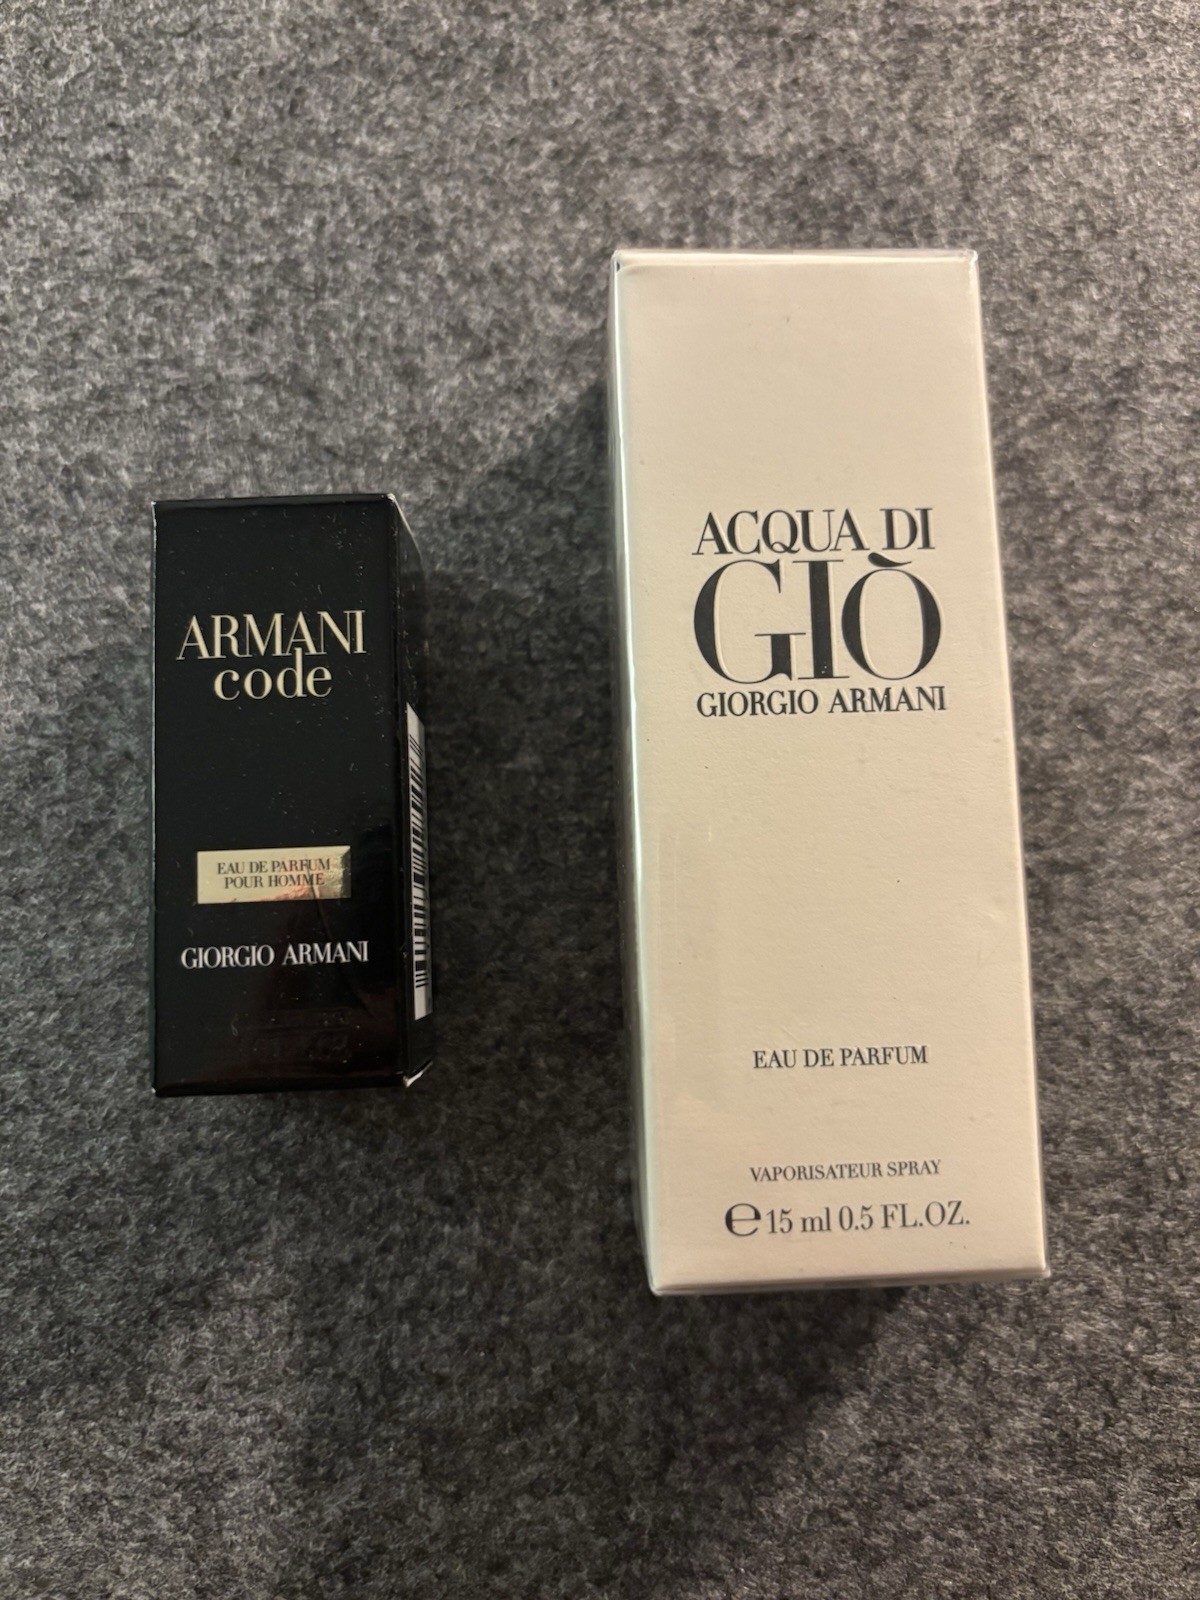 ARMANI
code
EAU DE PARFUM
POUR HOMME
GIORGIO ARMANI
ACQUA DI
GIÒ
GIORGIO ARMANI
EAU DE PARFUM
VAPORISATEUR SPRAY
℮ 15 ml 0.5 FL.OZ.